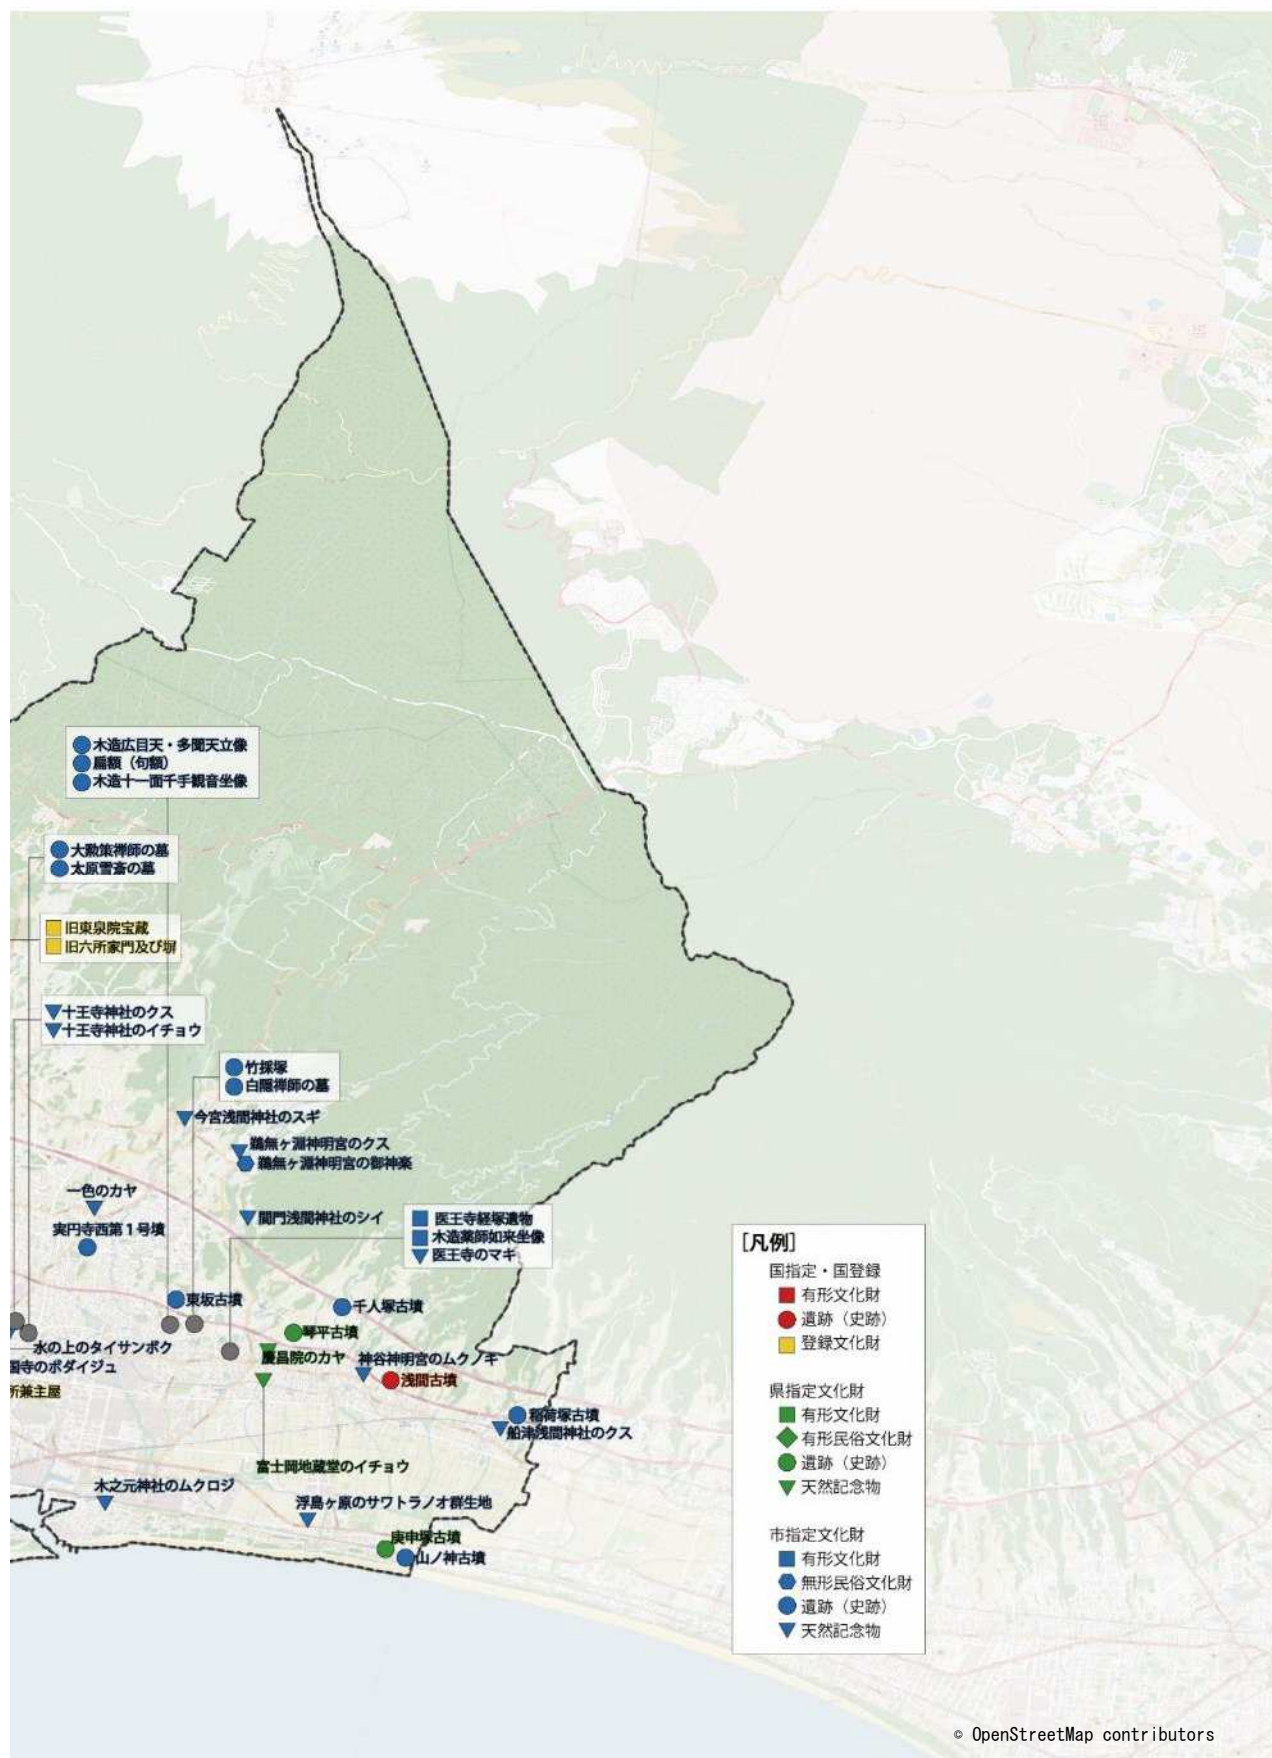 木造広目天・多聞天立像
扁額（句額）
木造十一面千手観音坐像
大勲策禅師の墓
太原雪斎の墓
旧東泉院宝蔵
旧六所家門及び塀
十王寺神社のクス
十王寺神社のイチョウ
竹採塚
白隠禅師の墓
今宮浅間神社のスギ
鵜無ヶ淵神明宮のクス
鵜無ヶ淵神明宮の御神楽
一色のカヤ
間門浅間神社のシイ
実円寺西第1号墳
医王寺経塚遺物
木造薬師如来坐像
医王寺のマキ
東坂古墳
千人塚古墳
琴平古墳
水の上のタイサンボク
慶昌院のカヤ
神谷神明宮のムクノキ
国寺のボダイジュ
浅間古墳
所兼主屋
稲荷塚古墳
船津浅間神社のクス
富士岡地蔵堂のイチョウ
木之元神社のムクロジ
浮島ヶ原のサワトラノオ群生地
庚申塚古墳
山ノ神古墳
［凡例］
国指定・国登録
有形文化財
遺跡（史跡）
登録文化財
県指定文化財
有形文化財
有形民俗文化財
遺跡（史跡）
天然記念物
市指定文化財
有形文化財
無形民俗文化財
遺跡（史跡）
天然記念物
© OpenStreetMap contributors